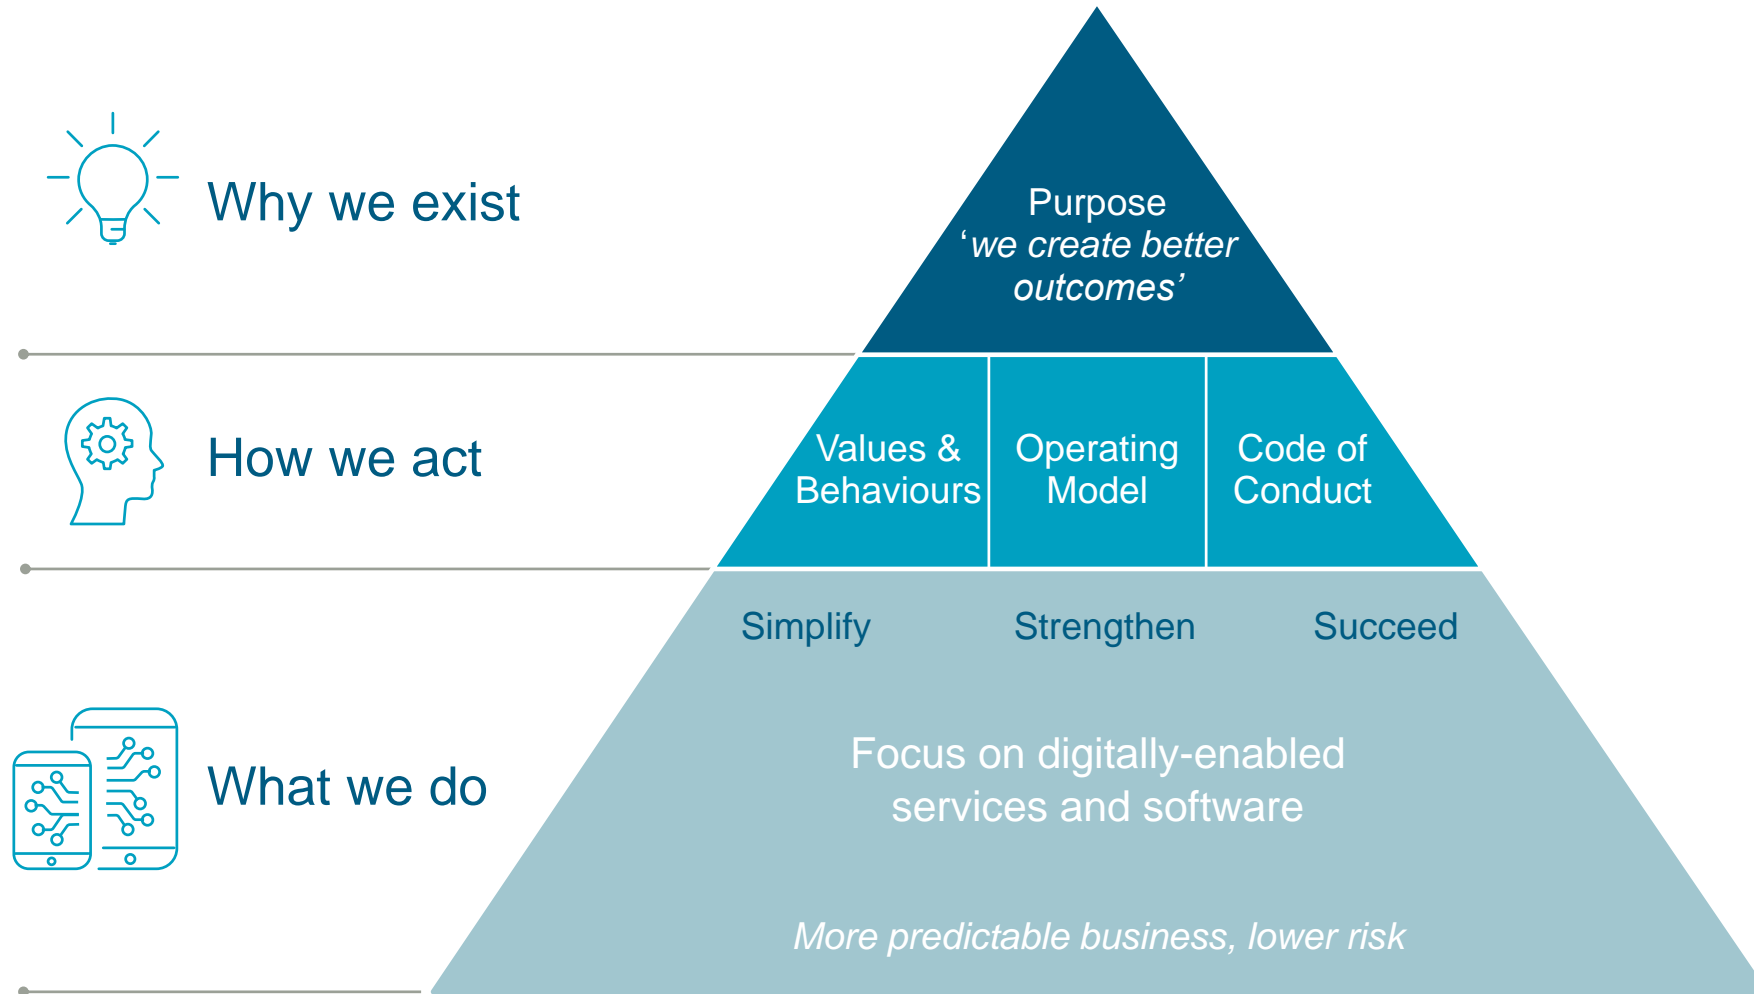 Why we exist
Purpose
‘we create better
outcomes’
How we act
Values &
Behaviours
Operating
Model
Code of
Conduct
What we do
Simplify
Strengthen
Succeed
Focus on digitally-enabled
services and software
More predictable business, lower risk